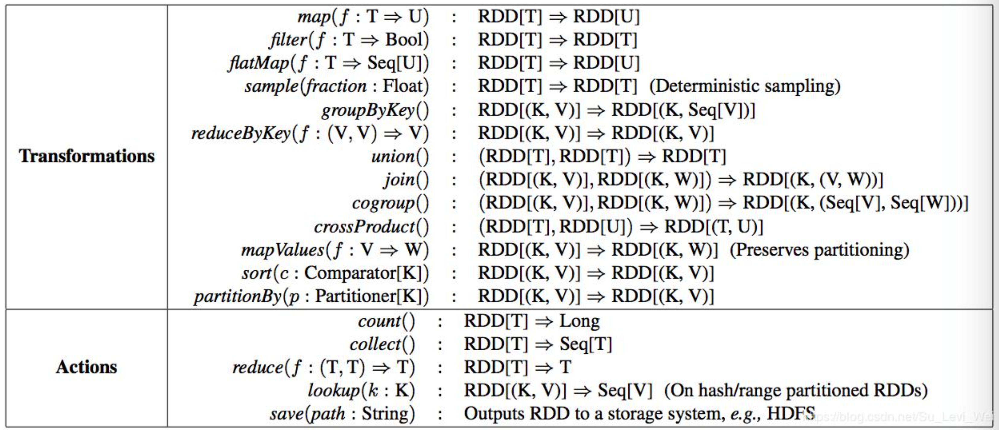 Transformations
map(f : T ⇒ U) : RDD[T] ⇒ RDD[U]
filter(f : T ⇒ Bool) : RDD[T] ⇒ RDD[T]
flatMap(f : T ⇒ Seq[U]) : RDD[T] ⇒ RDD[U]
sample(fraction : Float) : RDD[T] ⇒ RDD[T] (Deterministic sampling)
groupByKey() : RDD[(K, V)] ⇒ RDD[(K, Seq[V])]
reduceByKey(f : (V, V) ⇒ V) : RDD[(K, V)] ⇒ RDD[(K, V)]
union() : (RDD[T], RDD[T]) ⇒ RDD[T]
join() : (RDD[(K, V)], RDD[(K, W)]) ⇒ RDD[(K, (V, W))]
cogroup() : (RDD[(K, V)], RDD[(K, W)]) ⇒ RDD[(K, (Seq[V], Seq[W]))]
crossProduct() : (RDD[T], RDD[U]) ⇒ RDD[(T, U)]
mapValues(f : V ⇒ W) : RDD[(K, V)] ⇒ RDD[(K, W)] (Preserves partitioning)
sort(c : Comparator[K]) : RDD[(K, V)] ⇒ RDD[(K, V)]
partitionBy(p : Partitioner[K]) : RDD[(K, V)] ⇒ RDD[(K, V)]
Actions
count() : RDD[T] ⇒ Long
collect() : RDD[T] ⇒ Seq[T]
reduce(f : (T, T) ⇒ T) : RDD[T] ⇒ T
lookup(k : K) : RDD[(K, V)] ⇒ Seq[V] (On hash/range partitioned RDDs)
save(path : String) : Outputs RDD to a storage system, e.g., HDFS
https://blog.csdn.net/Su_Levi_Wei